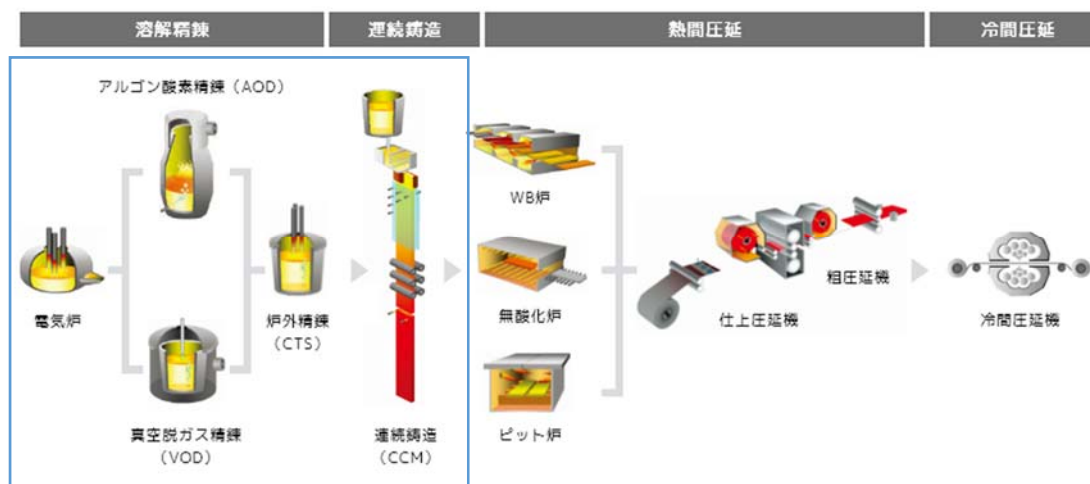 溶解精錬
連続鋳造
熱間圧延
冷間圧延
アルゴン酸素精錬（AOD）
電気炉
真空脱ガス精錬
（VOD）
炉外精錬
（CTS）
連続鋳造
（CCM）
WB炉
無酸化炉
ピット炉
仕上圧延機
粗圧延機
冷間圧延機